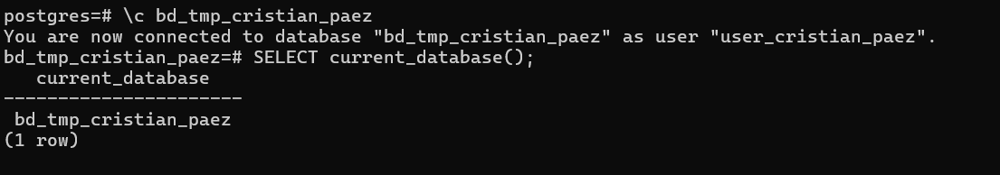 postgres=# \c bd_tmp_cristian_paez
You are now connected to database "bd_tmp_cristian_paez" as user "user_cristian_paez".
bd_tmp_cristian_paez=# SELECT current_database();
   current_database
----------------------
 bd_tmp_cristian_paez
(1 row)